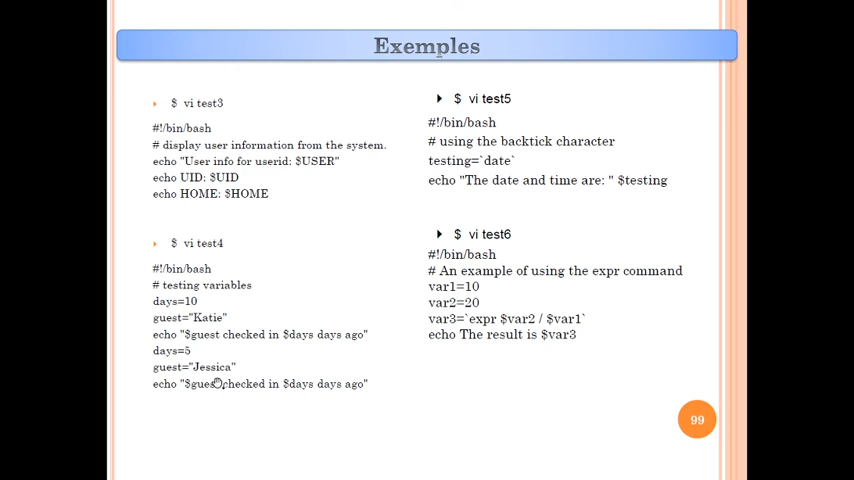 Exemples
$ vi test3
#!/bin/bash
# display user information from the system.
echo "User info for userid: $USER"
echo UID: $UID
echo HOME: $HOME
$ vi test4
#!/bin/bash
# testing variables
days=10
guest="Katie"
echo "$guest checked in $days days ago"
days=5
guest="Jessica"
echo "$guest checked in $days days ago"
$ vi test5
#!/bin/bash
# using the backtick character
testing=`date`
echo "The date and time are: " $testing
$ vi test6
#!/bin/bash
# An example of using the expr command
var1=10
var2=20
var3=`expr $var2 / $var1`
echo The result is $var3
99